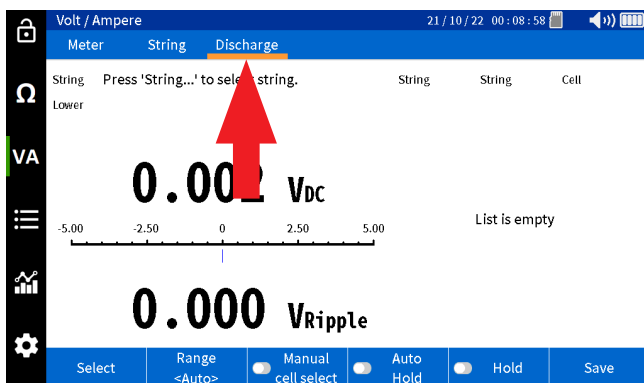 Volt / Ampere 21 / 10 / 22 00 : 08 : 58
Meter String Discharge
String Press 'String...' to select string. String String Cell
Lower
Ω
VA
0.002 VDC
-5.00 -2.50 0 2.50 5.00
List is empty
0.000 VRipple
Select Range Manual Auto Hold Save
<Auto> cell select Hold